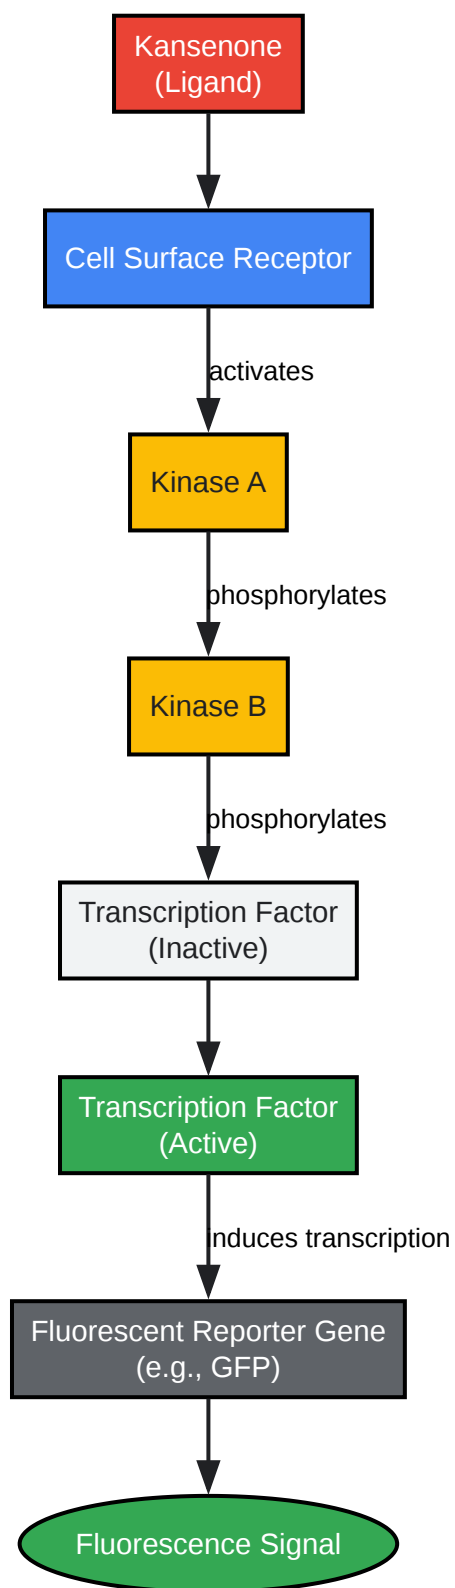 Kansenone
(Ligand)
Cell Surface Receptor
activates
Kinase A
phosphorylates
Kinase B
phosphorylates
Transcription Factor
(Inactive)
Transcription Factor
(Active)
induces transcription
Fluorescent Reporter Gene
(e.g., GFP)
Fluorescence Signal